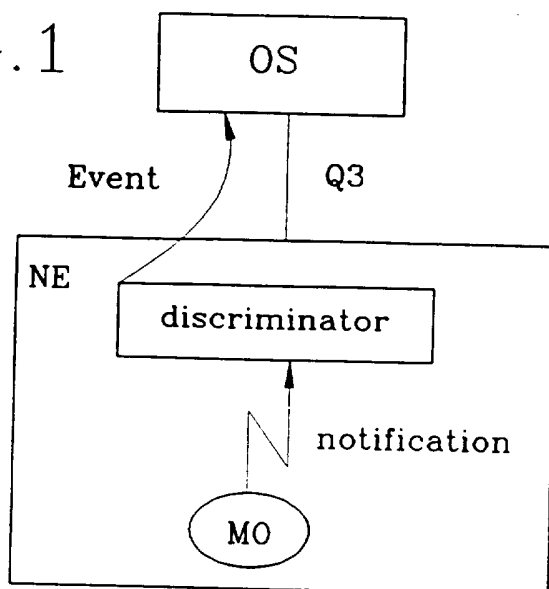 . 1
OS
Event
Q3
NE
discriminator
notification
MO